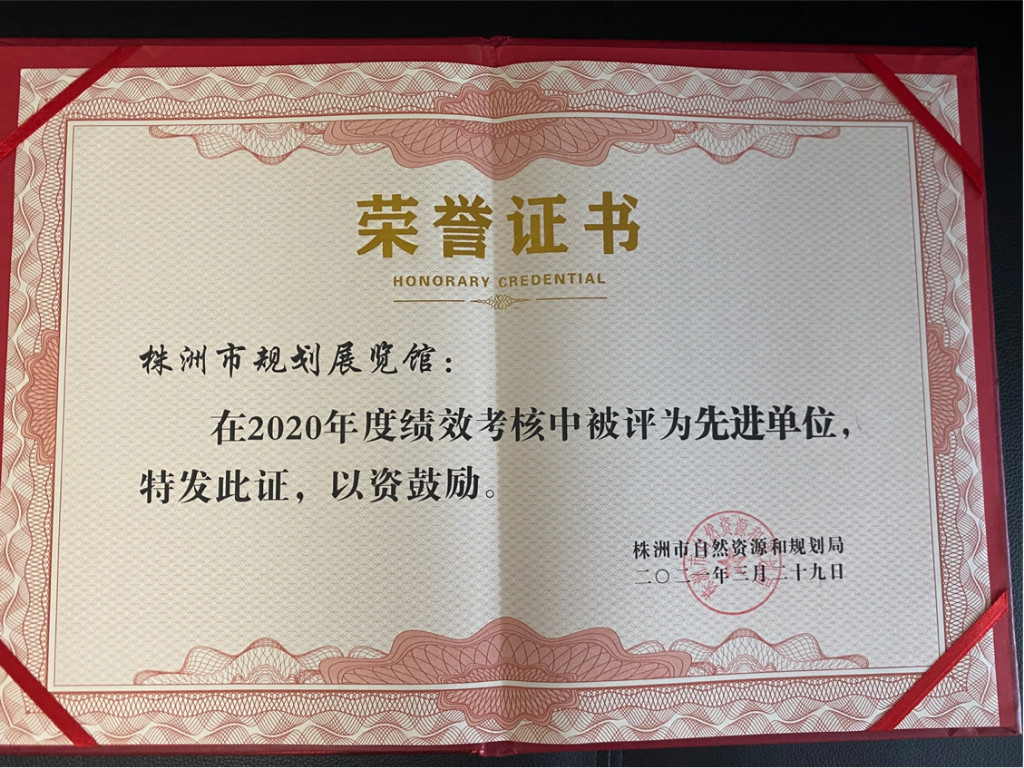 荣誉证书
HONORARY CREDENTIAL
株洲市规划展览馆：
在2020年度绩效考核中被评为先进单位，
特发此证，以资鼓励。
株洲市自然资源和规划局
二〇二一年三月二十九日